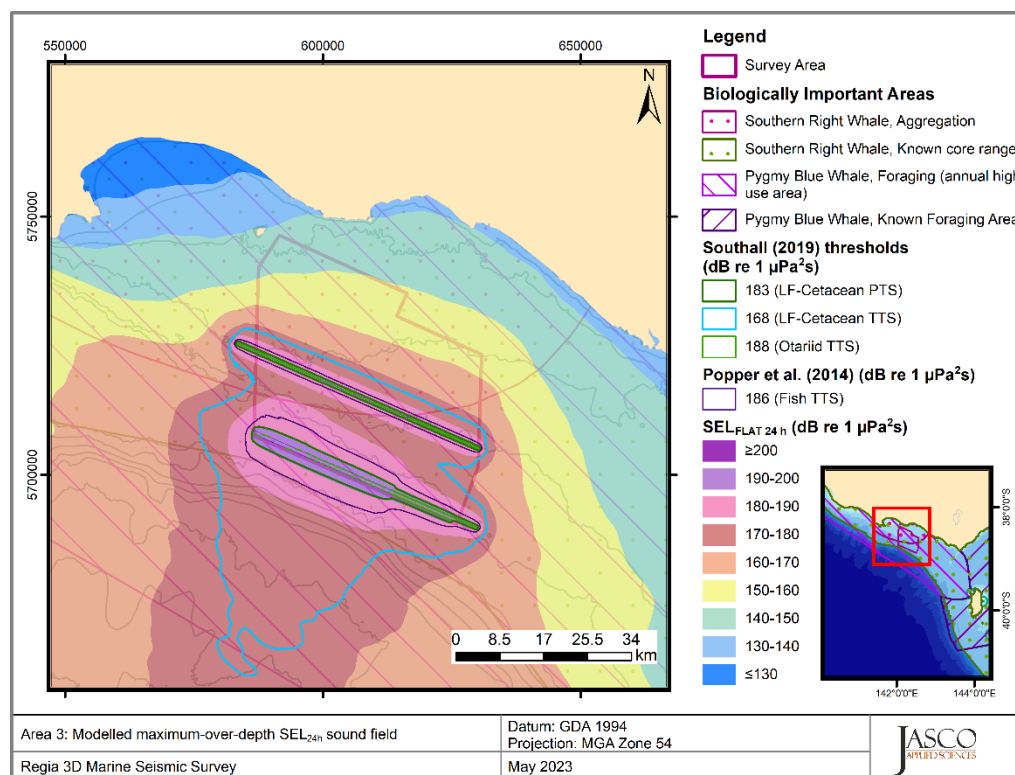 550000
600000
650000
5750000
5700000
N
0 8.5 17 25.5 34
km
Legend
Survey Area
Biologically Important Areas
Southern Right Whale, Aggregation
Southern Right Whale, Known core range
Pygmy Blue Whale, Foraging (annual high
use area)
Pygmy Blue Whale, Known Foraging Area
Southall (2019) thresholds
(dB re 1 µPa²s)
183 (LF-Cetacean PTS)
168 (LF-Cetacean TTS)
188 (Otariid TTS)
Popper et al. (2014) (dB re 1 µPa²s)
186 (Fish TTS)
SELFLAT 24 h (dB re 1 µPa²s)
≥200
190-200
180-190
170-180
160-170
150-160
140-150
130-140
≤130
38°0'0"S
40°0'0"S
142°0'0"E 144°0'0"E
Area 3: Modelled maximum-over-depth SEL24h sound field
Regia 3D Marine Seismic Survey
Datum: GDA 1994
Projection: MGA Zone 54
May 2023
JASCO
APPLIED SCIENCES